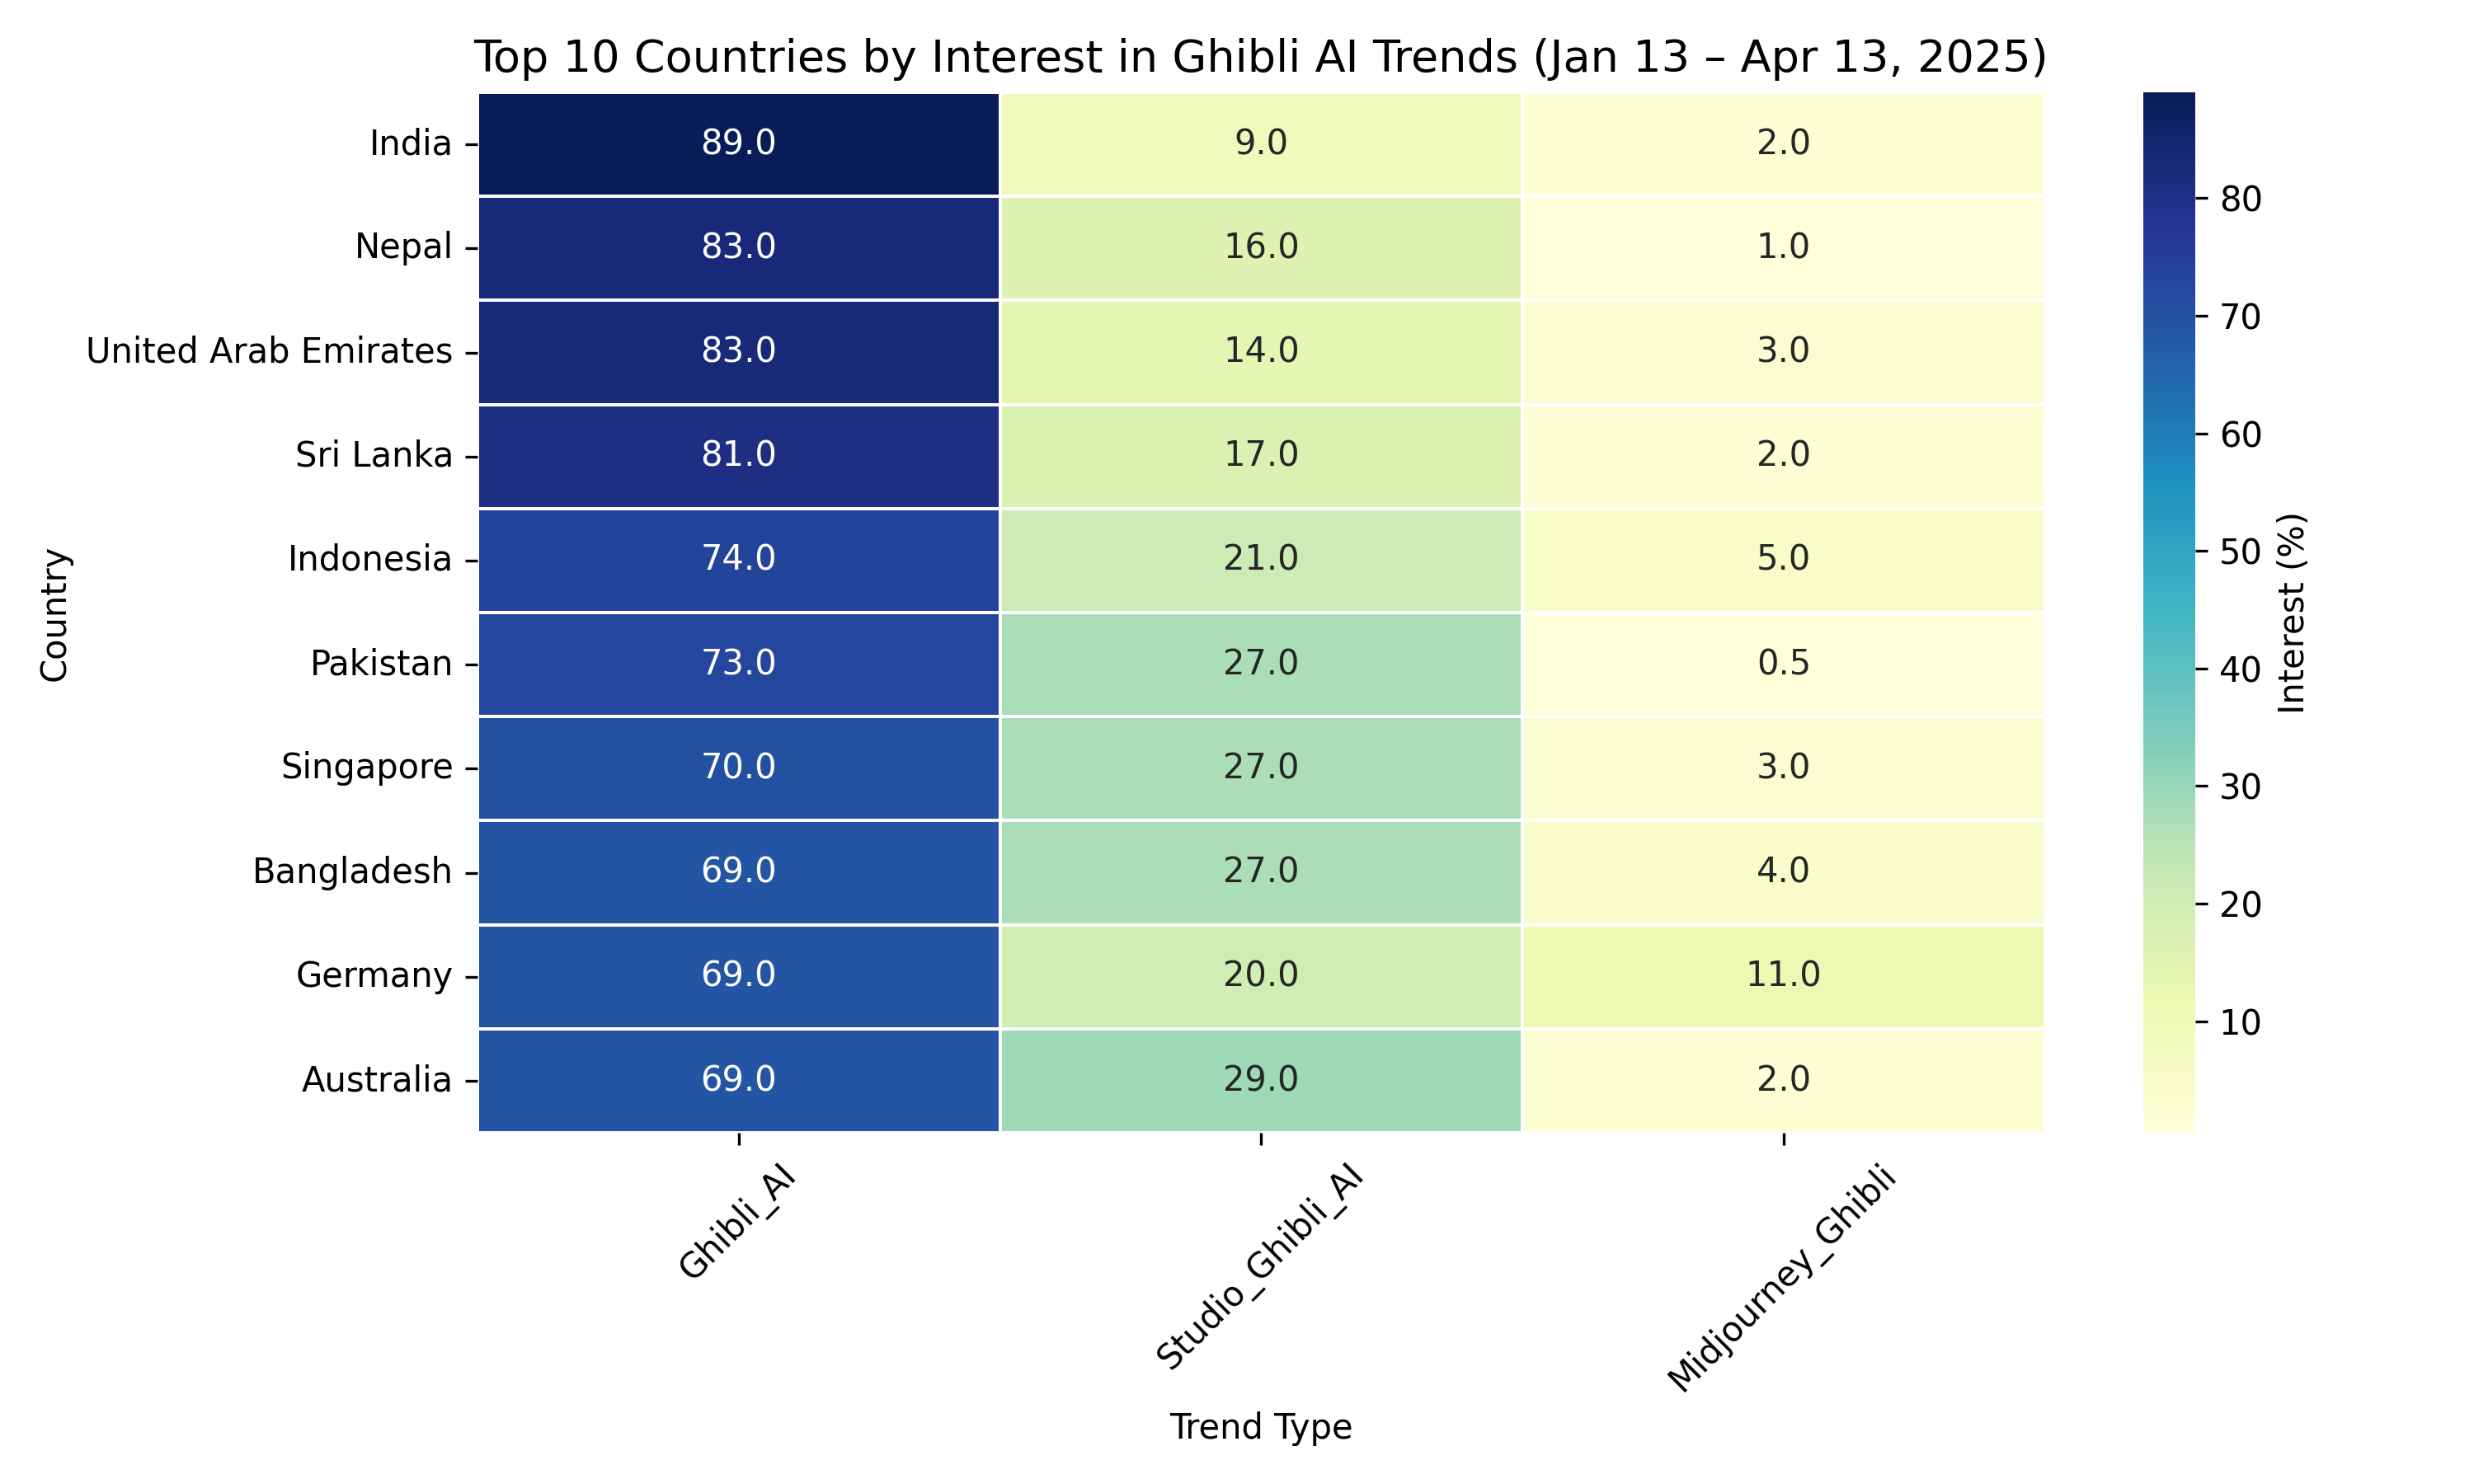 Top 10 Countries by Interest in Ghibli AI Trends (Jan 13 – Apr 13, 2025)
Country
India 89.0 9.0 2.0
Nepal 83.0 16.0 1.0
United Arab Emirates 83.0 14.0 3.0
Sri Lanka 81.0 17.0 2.0
Indonesia 74.0 21.0 5.0
Pakistan 73.0 27.0 0.5
Singapore 70.0 27.0 3.0
Bangladesh 69.0 27.0 4.0
Germany 69.0 20.0 11.0
Australia 69.0 29.0 2.0
Ghibli_AI Studio_Ghibli_AI Midjourney_Ghibli
Trend Type
80
70
60
50
40
30
20
10
Interest (%)